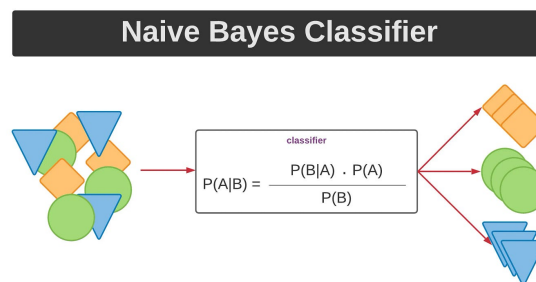 Naive Bayes Classifier
classifier
P(A|B) = P(B|A) . P(A)
P(B)